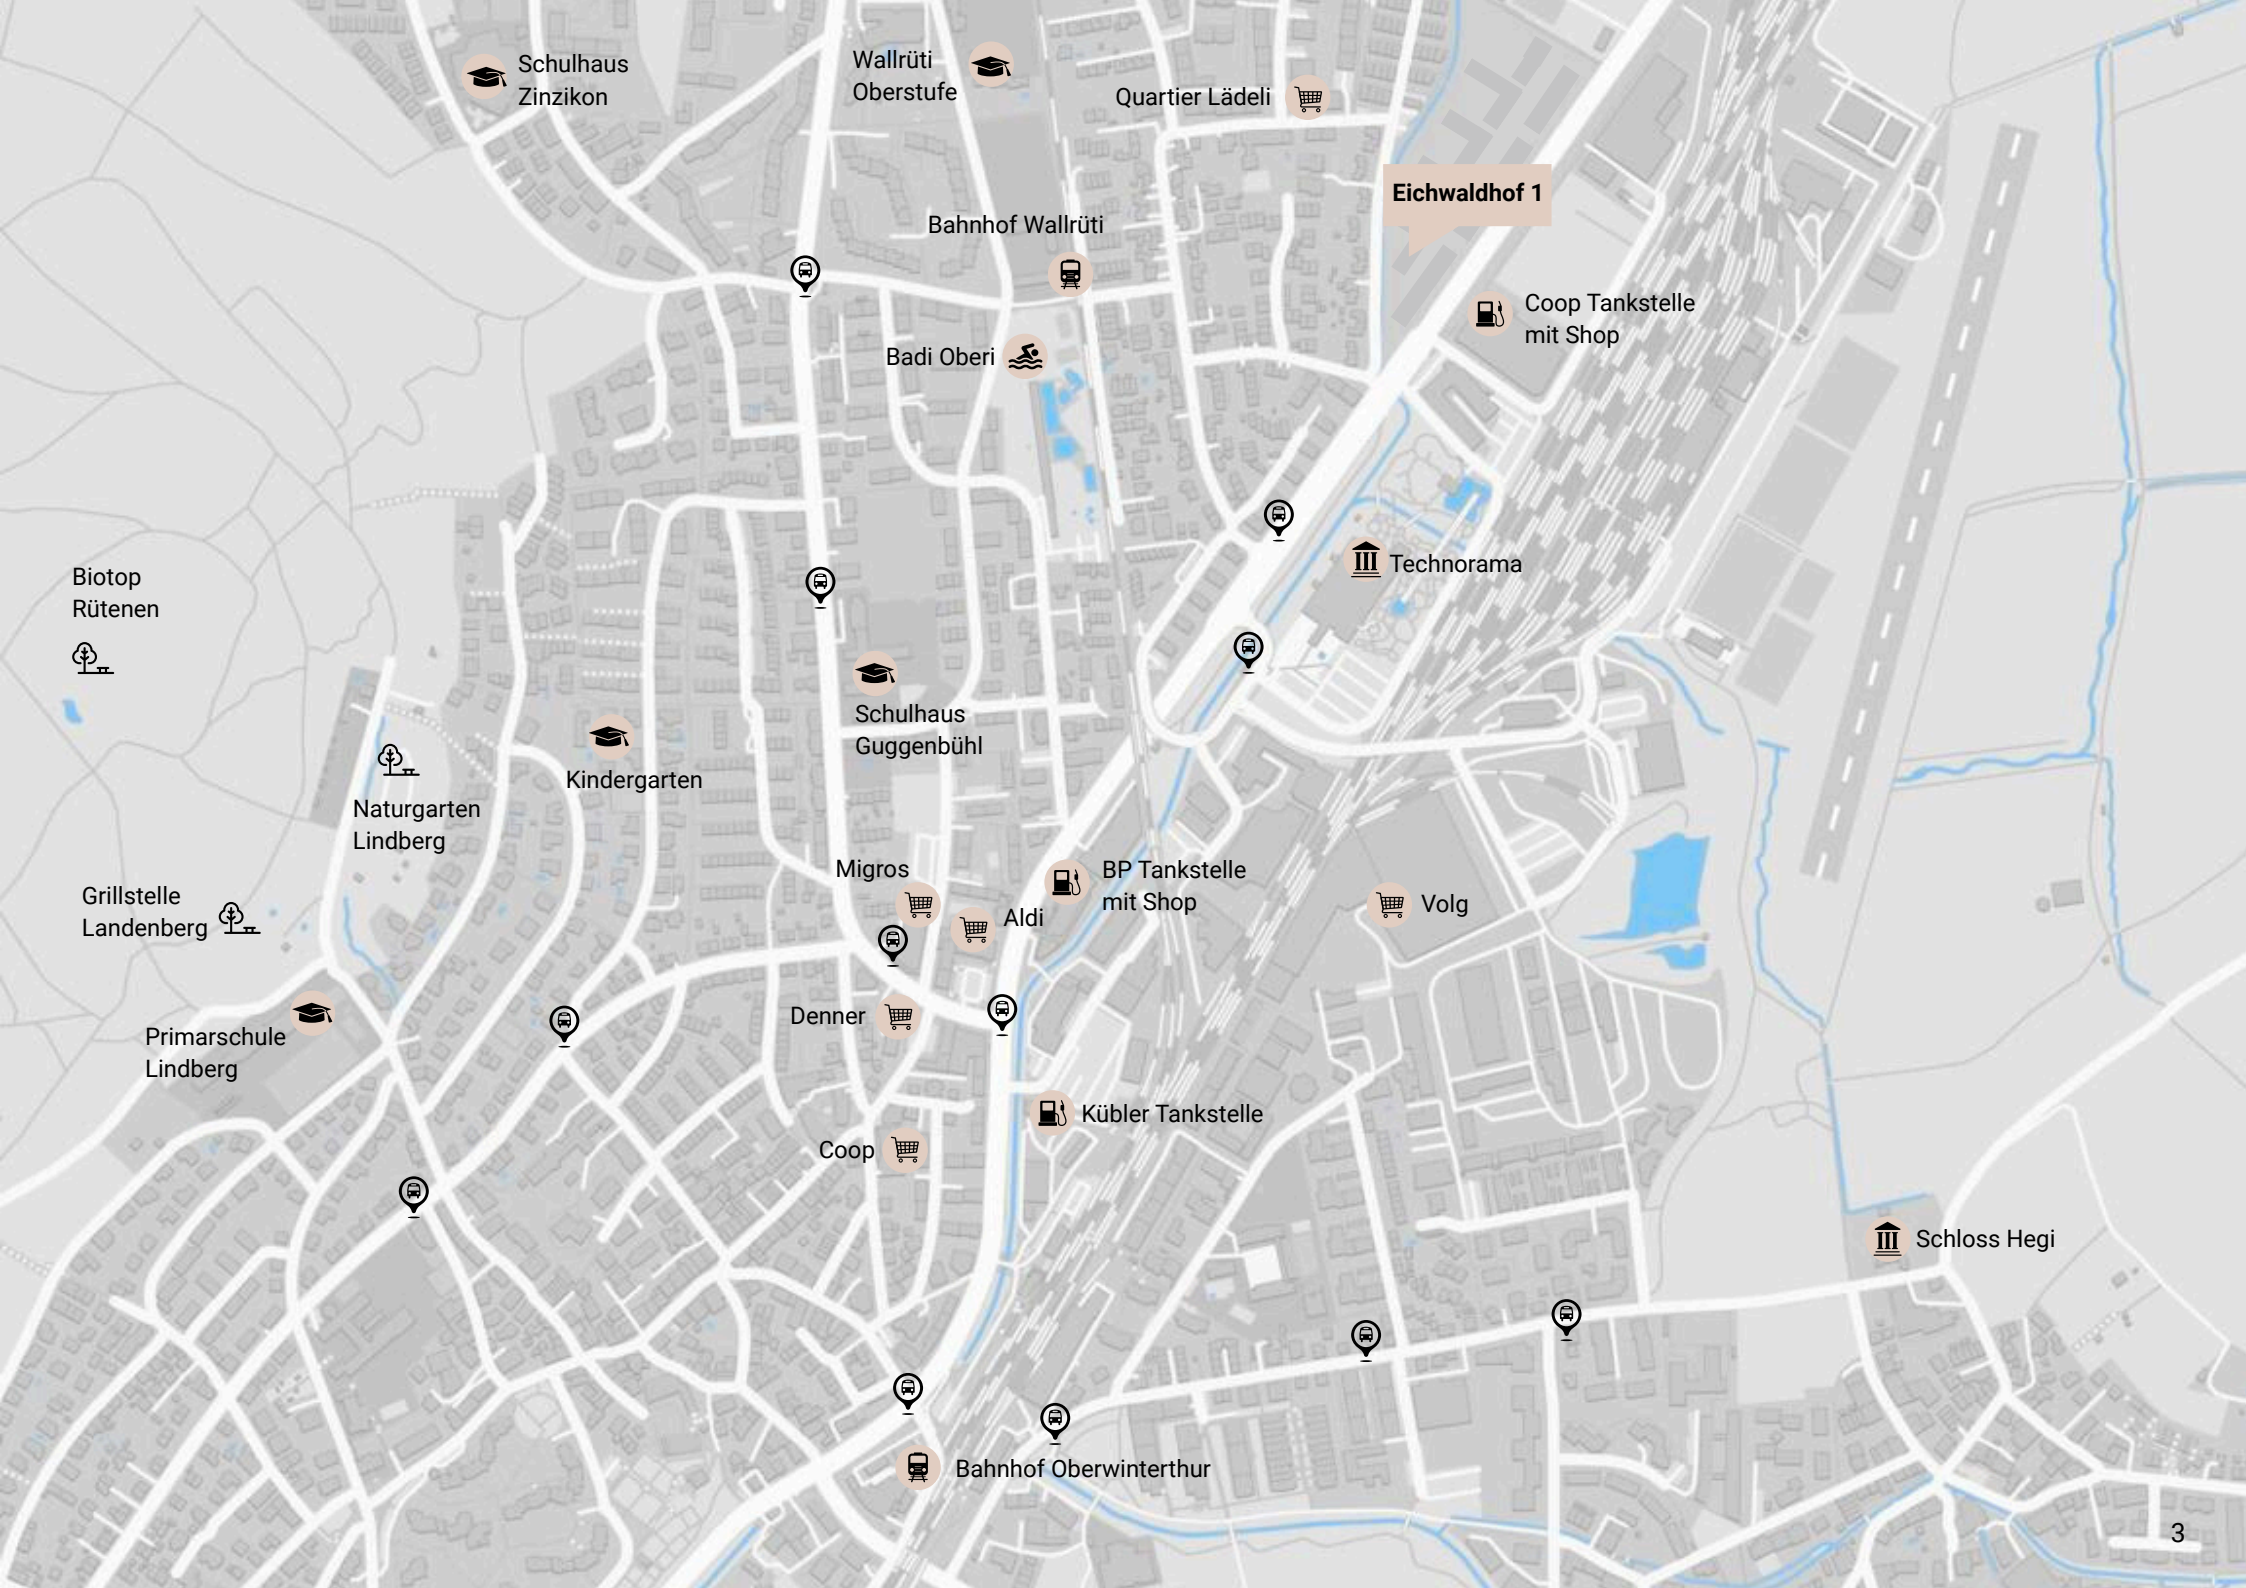 Schulhaus
Zinzikon
Wallrüti
Oberstufe
Quartier Lädeli
Eichwaldhof 1
Bahnhof Wallrüti
Coop Tankstelle
mit Shop
Badi Oberi
Technorama
Biotop
Rütenen
Schulhaus
Guggenbühl
Kindergarten
Naturgarten
Lindberg
Migros
BP Tankstelle
mit Shop
Grillstelle
Landenberg
Aldi
Volg
Denner
Primarschule
Lindberg
Kübler Tankstelle
Coop
Schloss Hegi
Bahnhof Oberwinterthur
3